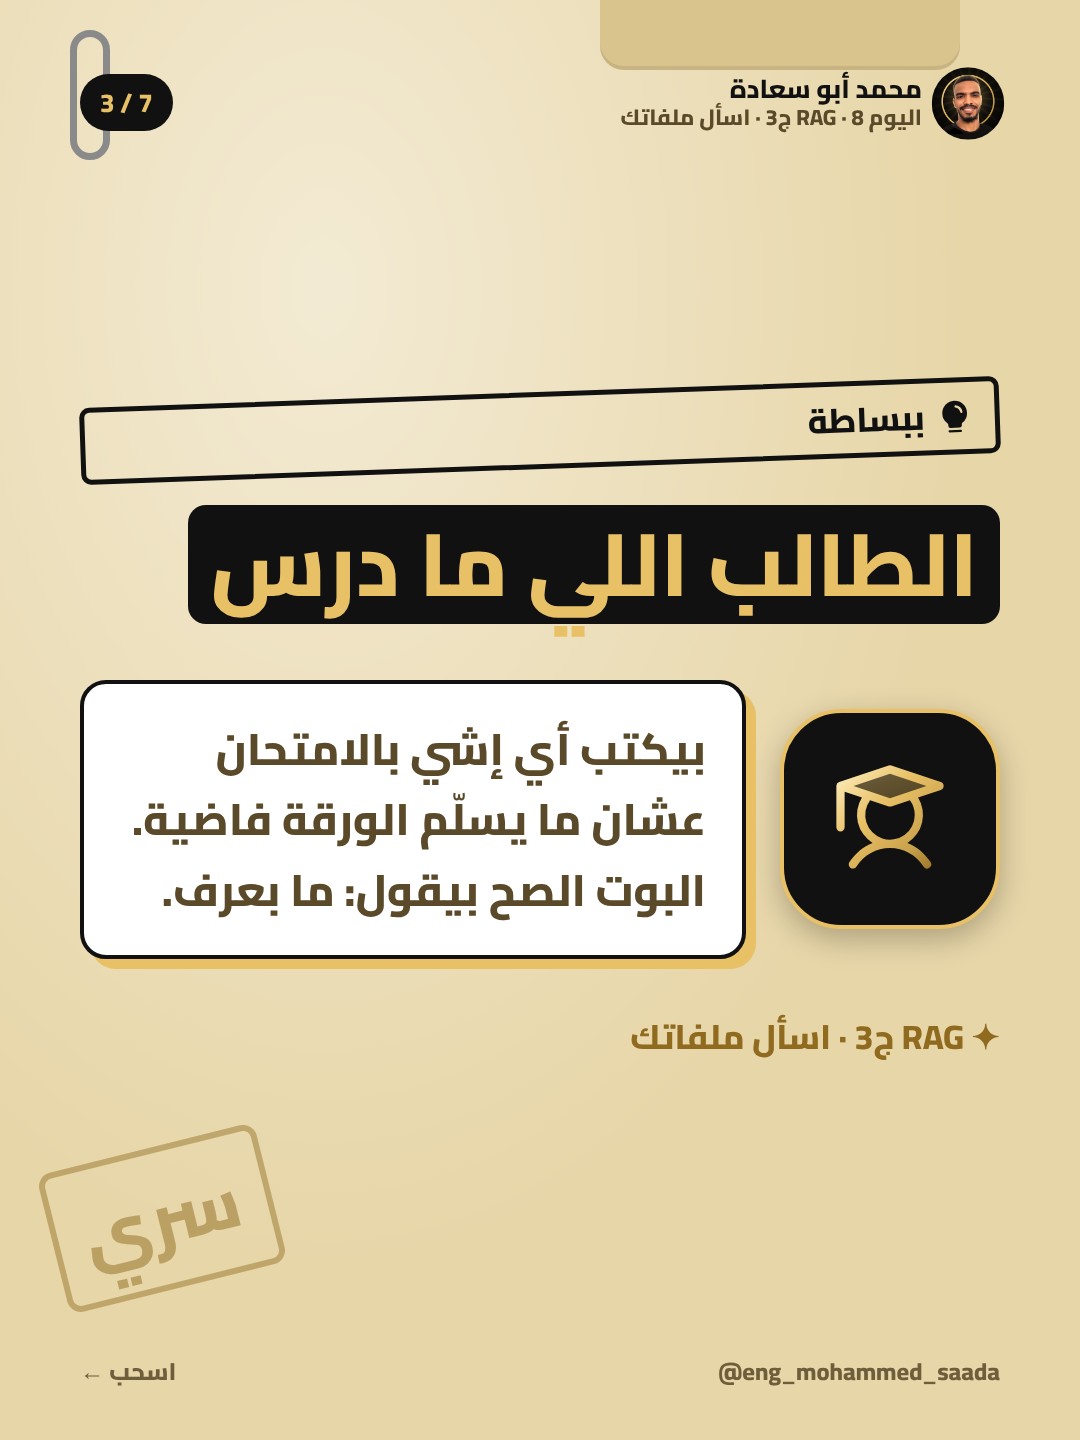 محمد أبو سعادة
اليوم 8 · RAG ج3 · اسأل ملفاتك
3 / 7
ببساطة
الطالب اللي ما درس
بيكتب أي إشي بالامتحان
عشان ما يسلّم الورقة فاضية.
البوت الصح بيقول: ما بعرف.
✦ RAG ج3 · اسأل ملفاتك
سري
@eng_mohammed_saada
اسحب ←